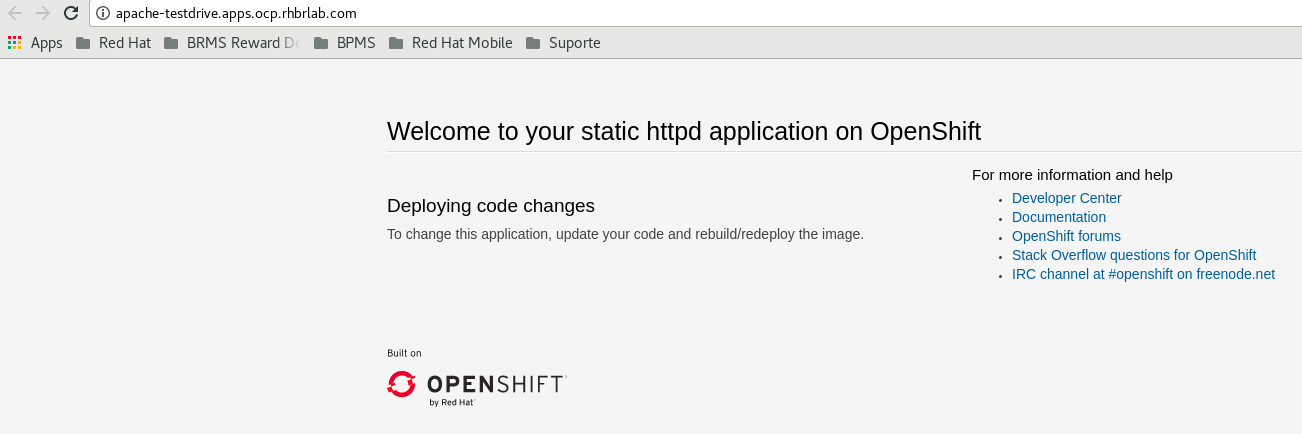 apache-testdrive.apps.ocp.rhbrlab.com
Apps Red Hat BRMS Reward De BPMS Red Hat Mobile Suporte
Welcome to your static httpd application on OpenShift
For more information and help
Developer Center
Documentation
OpenShift forums
Stack Overflow questions for OpenShift
IRC channel at #openshift on freenode.net
Deploying code changes
To change this application, update your code and rebuild/redeploy the image.
Built on
OPENSHIFT
by Red Hat